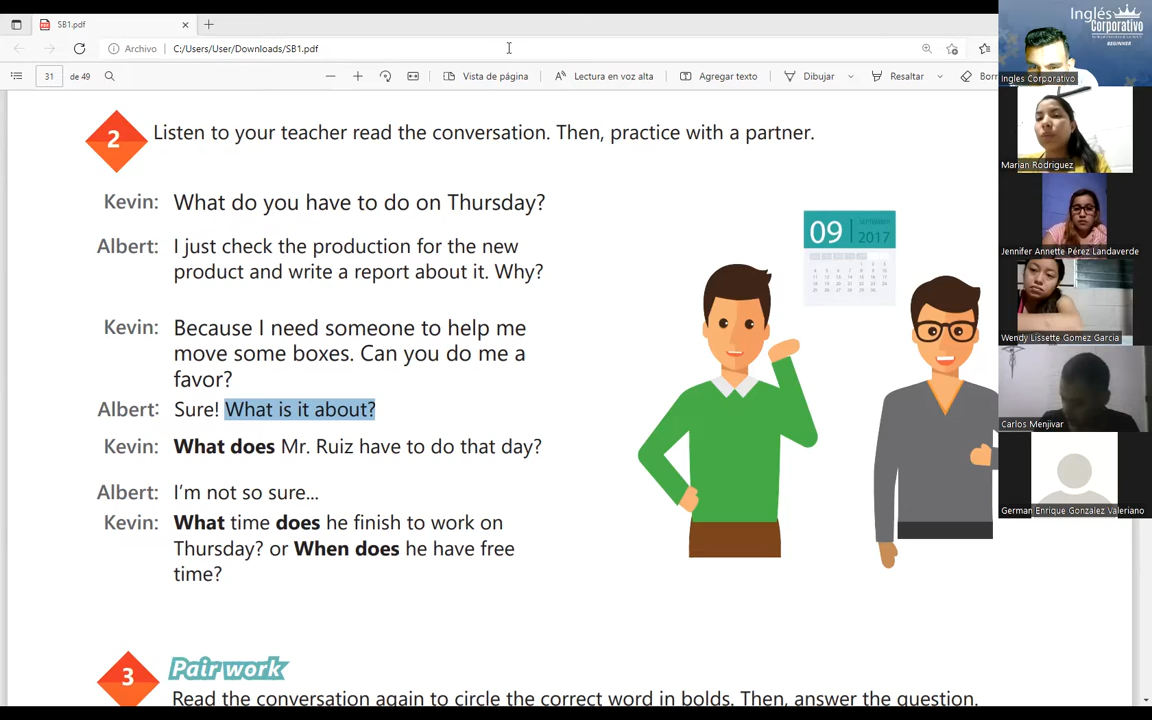 SB1.pdf
Archivo C:/Users/User/Downloads/SB1.pdf
31 de 49 Vista de página Lectura en voz alta Agregar texto Dibujar Resaltar Borr
2 Listen to your teacher read the conversation. Then, practice with a partner.
Kevin: What do you have to do on Thursday?
Albert: I just check the production for the new
product and write a report about it. Why?
Kevin: Because I need someone to help me
move some boxes. Can you do me a
favor?
Albert: Sure! What is it about?
Kevin: What does Mr. Ruiz have to do that day?
Albert: I'm not so sure...
Kevin: What time does he finish to work on
Thursday? or When does he have free
time?
09 2017
3 Pair work
Read the conversation again to circle the correct word in bolds. Then, answer the question.
Inglés
Corporativo
BEGINNER
Ingles Corporativo
Marian Rodriguez
Jennifer Annette Pérez Landaverde
Wendy Lissette Gomez Garcia
Carlos Menjivar
German Enrique Gonzalez Valeriano